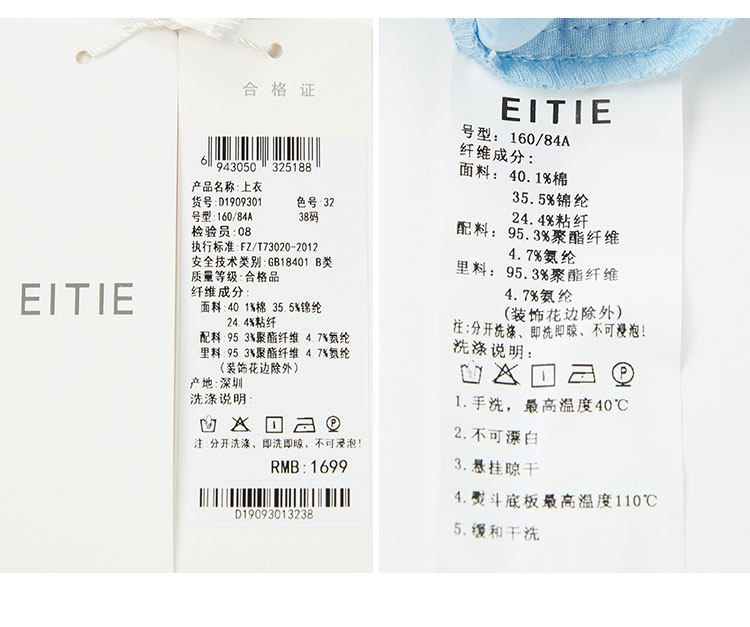 EITIE
合格证
6 943050 325188
产品名称:上衣
货号:D1909301 色号:32
号型:160/84A 38码
检验员:08
执行标准:FZ/T73020-2012
安全技术类别:GB18401 B类
质量等级:合格品
纤维成分:
面料:40.1%棉 35.5%锦纶
24.4%粘纤
配料:95.3%聚酯纤维 4.7%氨纶
里料:95.3%聚酯纤维 4.7%氨纶
(装饰花边除外)
产地:深圳
洗涤说明:
注:分开洗涤、即洗即晾、不可浸泡!
RMB:1699
D19093013238
EITIE
号型:160/84A
纤维成分:
面料:40.1%棉
35.5%锦纶
24.4%粘纤
配料:95.3%聚酯纤维
4.7%氨纶
里料:95.3%聚酯纤维
4.7%氨纶
(装饰花边除外)
注:分开洗涤、即洗即晾、不可浸泡!
洗涤说明:
P
1.手洗，最高温度40℃
2.不可漂白
3.悬挂晾干
4.熨斗底板最高温度110℃
5.缓和干洗